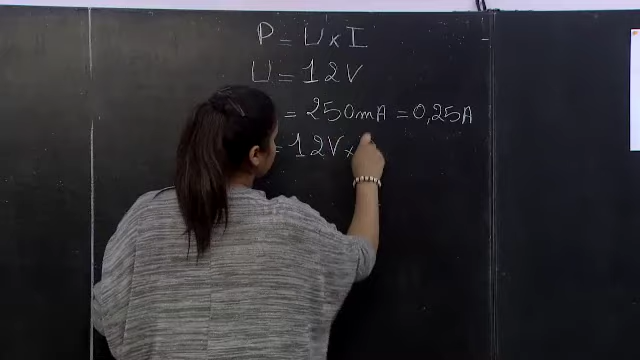 P = U x I
U = 12V
= 250mA = 0,25A
= 12V x